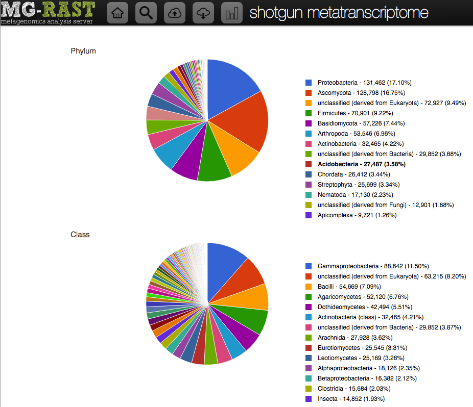 MG-RAST
metagenomics analysis server
shotgun metatranscriptome
Phylum
Proteobacteria - 131,462 (17.10%)
Ascomycota - 128,798 (16.75%)
unclassified (derived from Eukaryota) - 72,927 (9.49%)
Firmicutes - 70,901 (9.22%)
Basidiomycota - 57,226 (7.44%)
Arthropoda - 53,546 (6.96%)
Actinobacteria - 32,465 (4.22%)
unclassified (derived from Bacteria) - 29,852 (3.88%)
Acidobacteria - 27,487 (3.58%)
Chordata - 26,412 (3.44%)
Streptophyta - 25,699 (3.34%)
Nematoda - 17,130 (2.23%)
unclassified (derived from Fungi) - 12,901 (1.68%)
Apicomplexa - 9,721 (1.26%)
Class
Gammaproteobacteria - 88,642 (11.50%)
unclassified (derived from Eukaryota) - 63,215 (8.20%)
Bacilli - 54,669 (7.09%)
Agaricomycetes - 52,120 (6.76%)
Dothideomycetes - 42,494 (5.51%)
Actinobacteria (class) - 32,465 (4.21%)
unclassified (derived from Bacteria) - 29,852 (3.87%)
Arachnida - 27,928 (3.62%)
Eurotiomycetes - 25,545 (3.31%)
Leotiomycetes - 25,169 (3.26%)
Alphaproteobacteria - 18,126 (2.35%)
Betaproteobacteria - 16,382 (2.12%)
Clostridia - 15,684 (2.03%)
Insecta - 14,852 (1.93%)